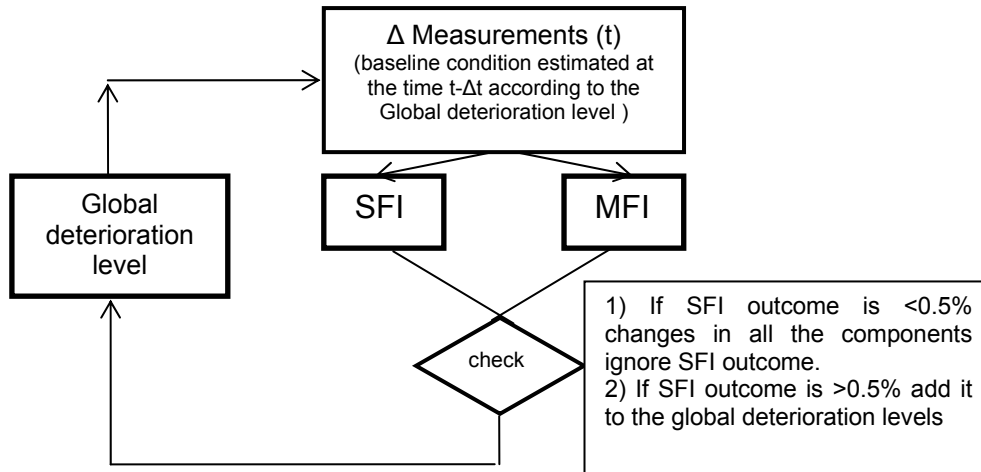 Δ Measurements (t)
(baseline condition estimated at
the time t-Δt according to the
Global deterioration level )
SFI
MFI
Global
deterioration
level
check
1) If SFI outcome is <0.5%
changes in all the components
ignore SFI outcome.
2) If SFI outcome is >0.5% add it
to the global deterioration levels